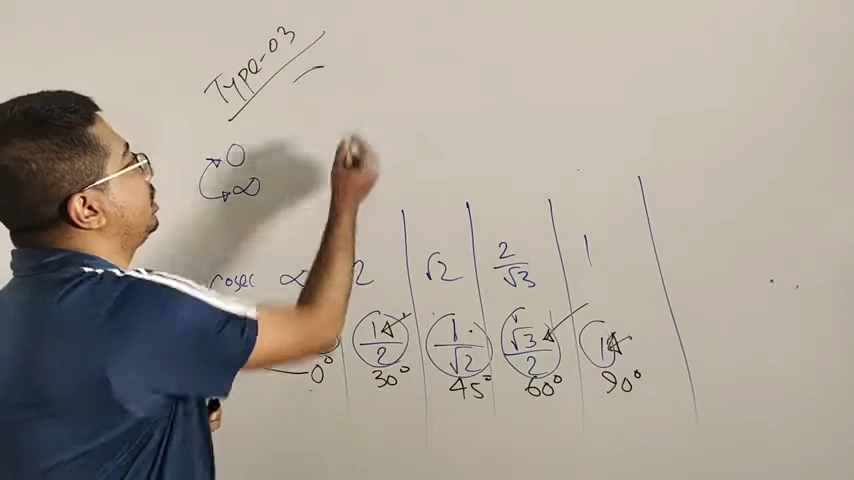 Type-03
0
∞
cosec ∞ 2 √2 2/√3 1
1/2 1/√2 √3/2 1
0° 30° 45° 60° 90°